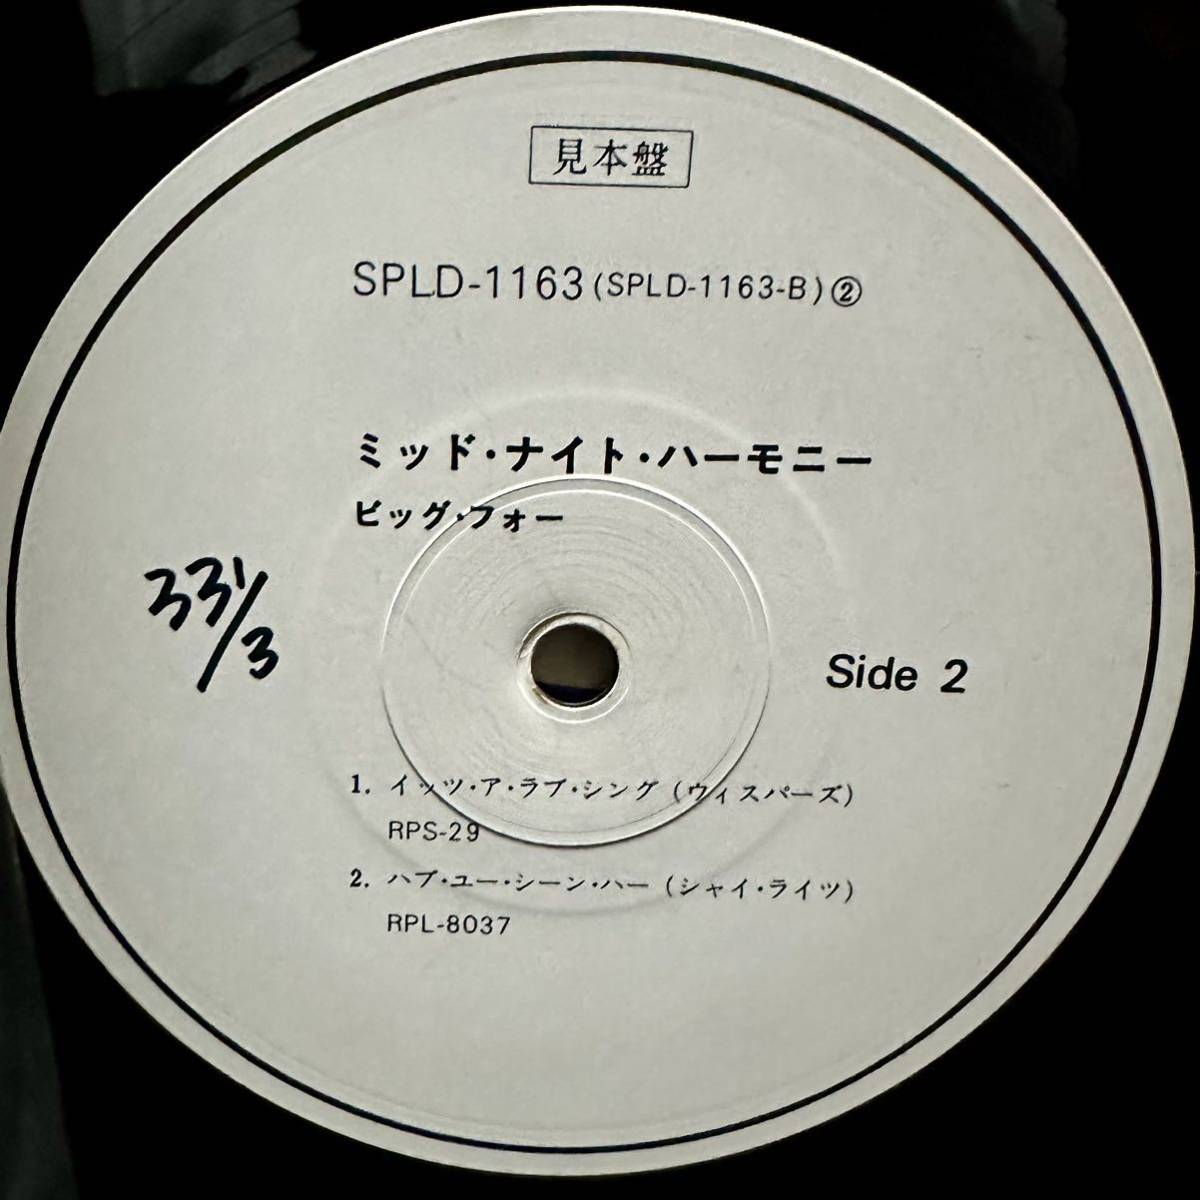 見本盤
SPLD-1163 (SPLD-1163-B) ②
ミッド・ナイト・ハーモニー
ビッグ・フォー
33 1/3
Side 2
1. イッツ・ア・ラブ・シング (ウィスパーズ)
RPS-29
2. ハブ・ユー・シーン・ハー (シャイ・ライツ)
RPL-8037